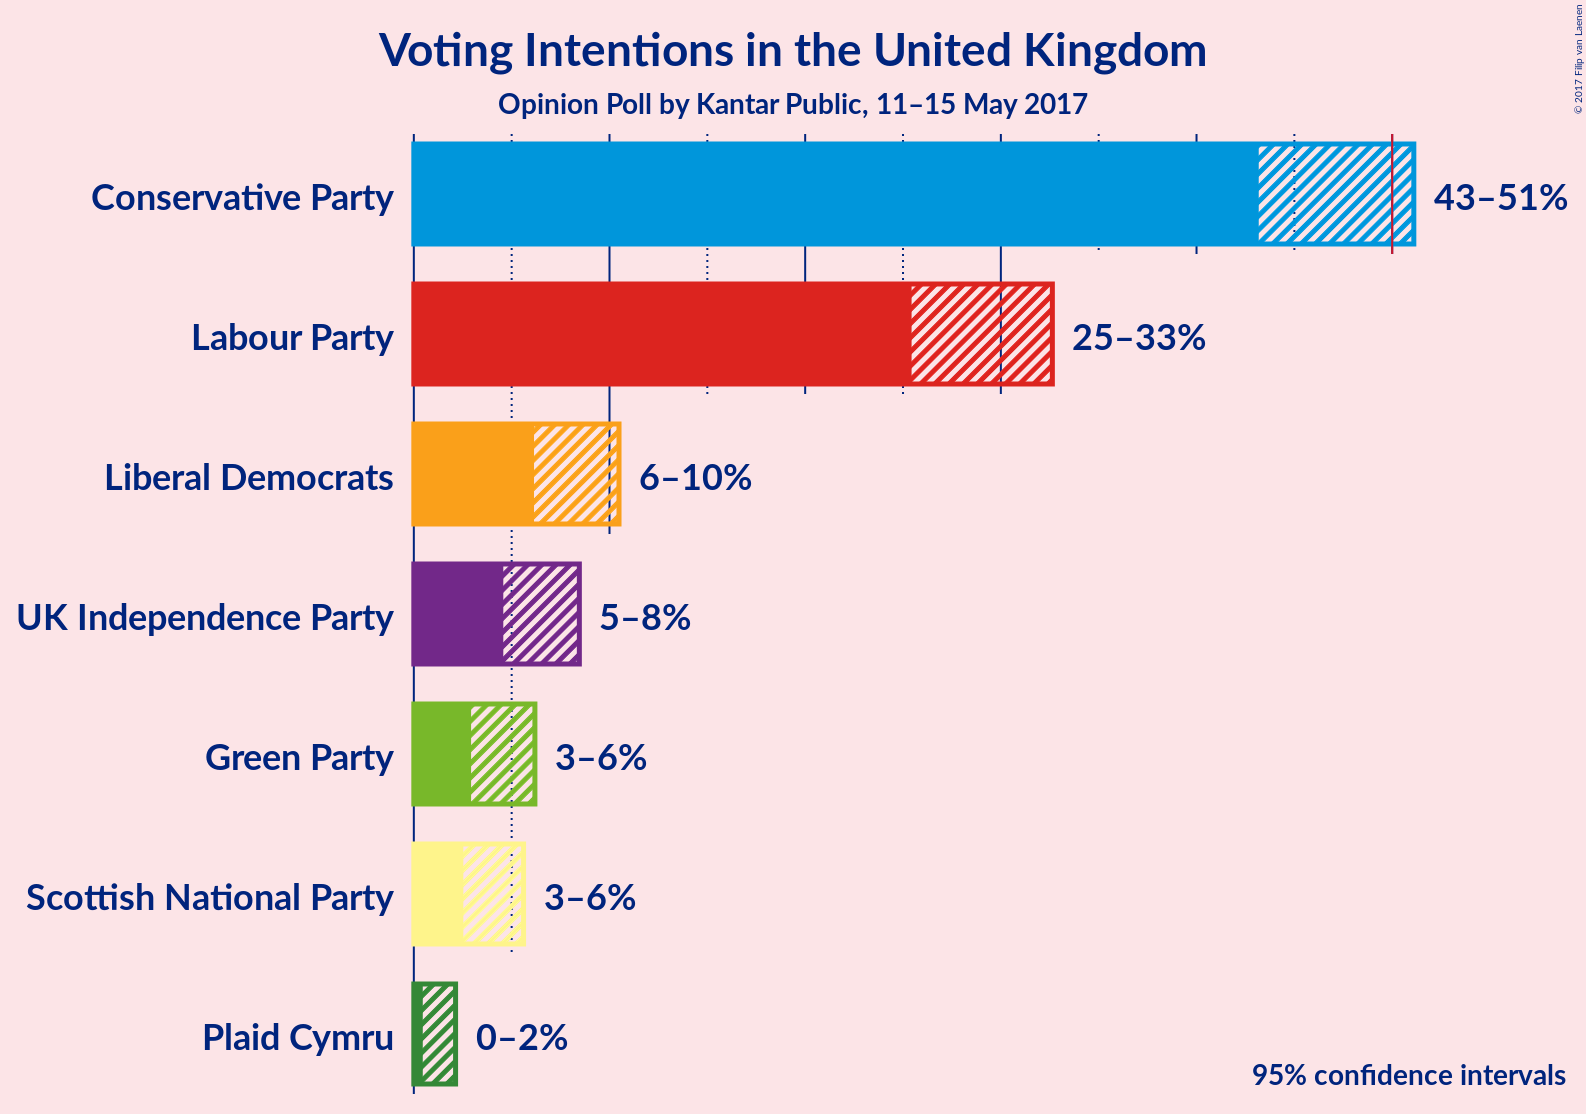 Voting Intentions in the United Kingdom
Opinion Poll by Kantar Public, 11–15 May 2017
© 2017 Filip van Laenen
Conservative Party
43–51%
Labour Party
25–33%
Liberal Democrats
6–10%
UK Independence Party
5–8%
Green Party
3–6%
Scottish National Party
3–6%
Plaid Cymru
0–2%
95% confidence intervals